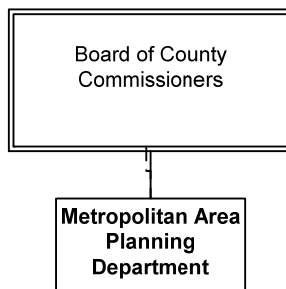 Board of County
Commissioners
Metropolitan Area
Planning
Department